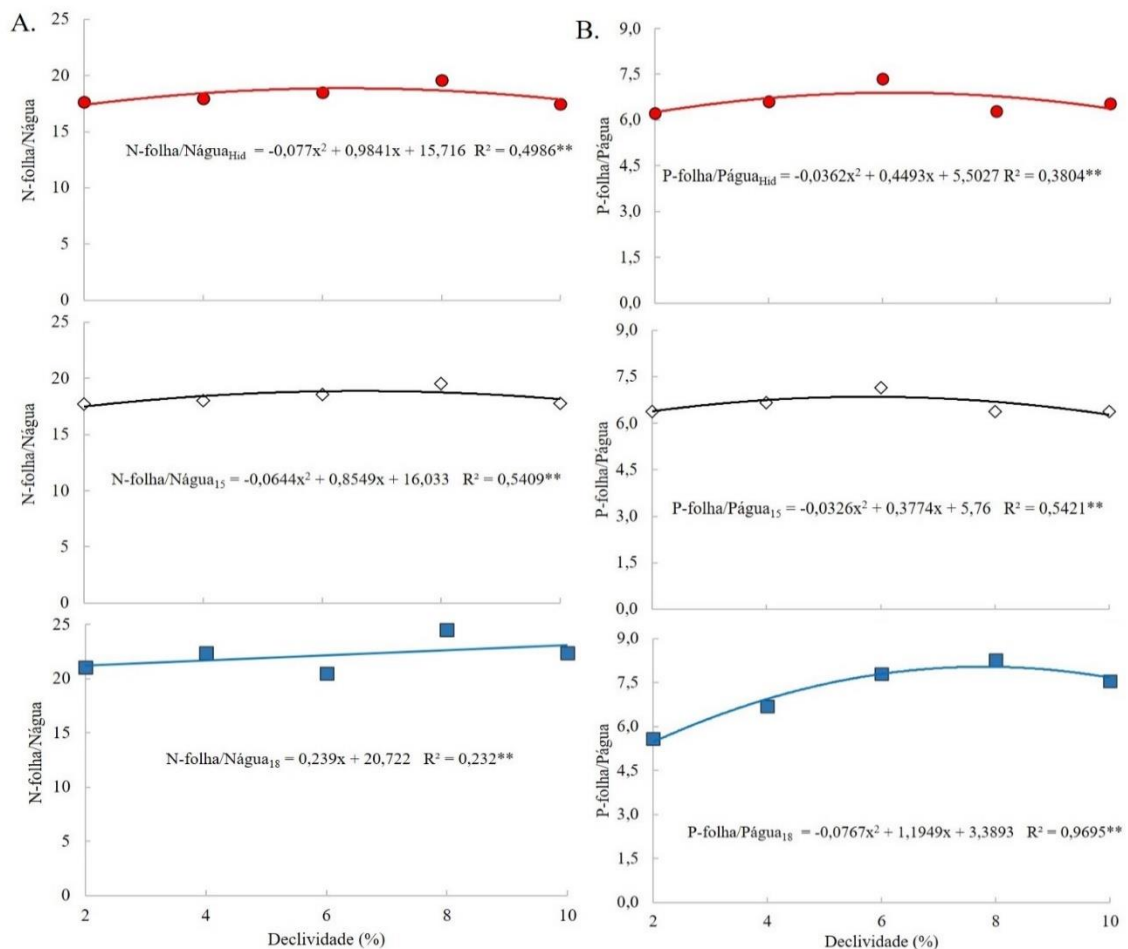 A.
25
20
15
10
5
0
N-folha/Nágua
N-folha/Nágua_Hid = -0,077x² + 0,9841x + 15,716 R² = 0,4986**
25
20
15
10
5
0
N-folha/Nágua
N-folha/Nágua₁₅ = -0,0644x² + 0,8549x + 16,033 R² = 0,5409**
25
20
15
10
5
0
N-folha/Nágua
N-folha/Nágua₁₈ = 0,239x + 20,722 R² = 0,232**
2 4 6 8 10
Declividade (%)
B.
9,0
7,5
6,0
4,5
3,0
1,5
0,0
P-folha/Págua
P-folha/Págua_Hid = -0,0362x² + 0,4493x + 5,5027 R² = 0,3804**
9,0
7,5
6,0
4,5
3,0
1,5
0,0
P-folha/Págua
P-folha/Págua₁₅ = -0,0326x² + 0,3774x + 5,76 R² = 0,5421**
9,0
7,5
6,0
4,5
3,0
1,5
0,0
P-folha/Págua
P-folha/Págua₁₈ = -0,0767x² + 1,1949x + 3,3893 R² = 0,9695**
2 4 6 8 10
Declividade (%)